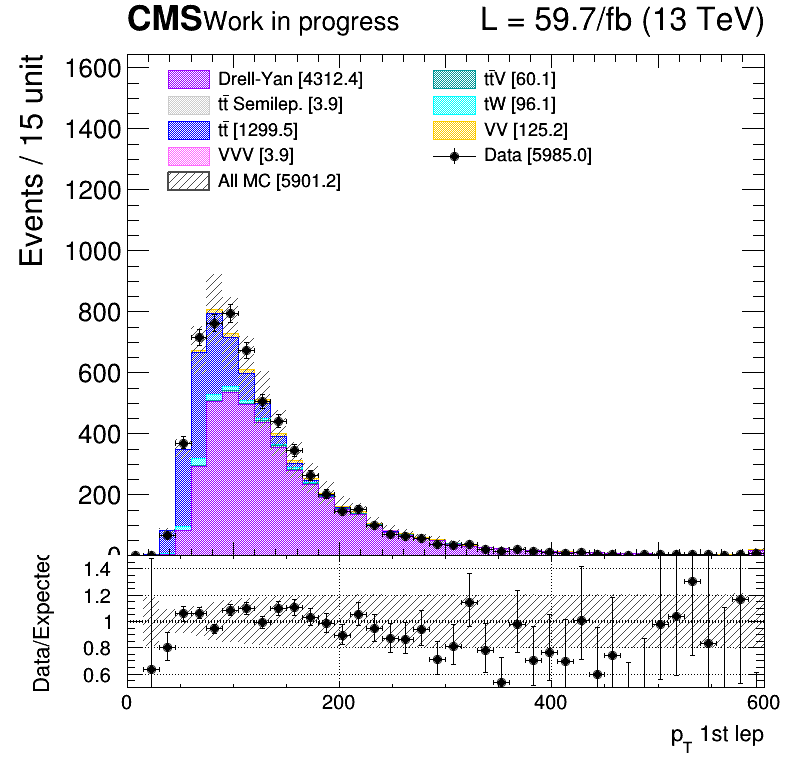 CMS Work in progress L = 59.7/fb (13 TeV)
Events / 15 unit
Drell-Yan [4312.4]
tt̄ Semilep. [3.9]
tt̄ [1299.5]
VVV [3.9]
All MC [5901.2]
tt̄V [60.1]
tW [96.1]
VV [125.2]
Data [5985.0]
1600
1400
1200
1000
800
600
400
200
0
Data/Expected
1.4
1.2
1
0.8
0.6
0 200 400 600
p_T 1st lep